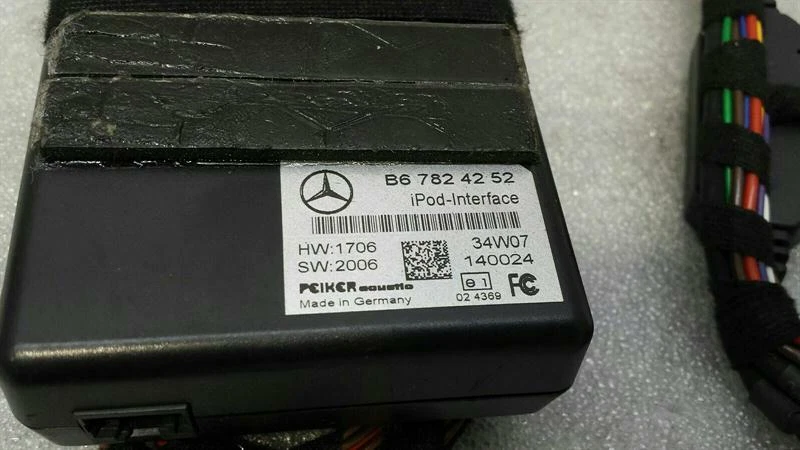 B6 782 42 52
iPod-Interface
HW:1706
34W07
SW:2006
140024
PEIKER acustic
e1
FC
Made in Germany
02 4369